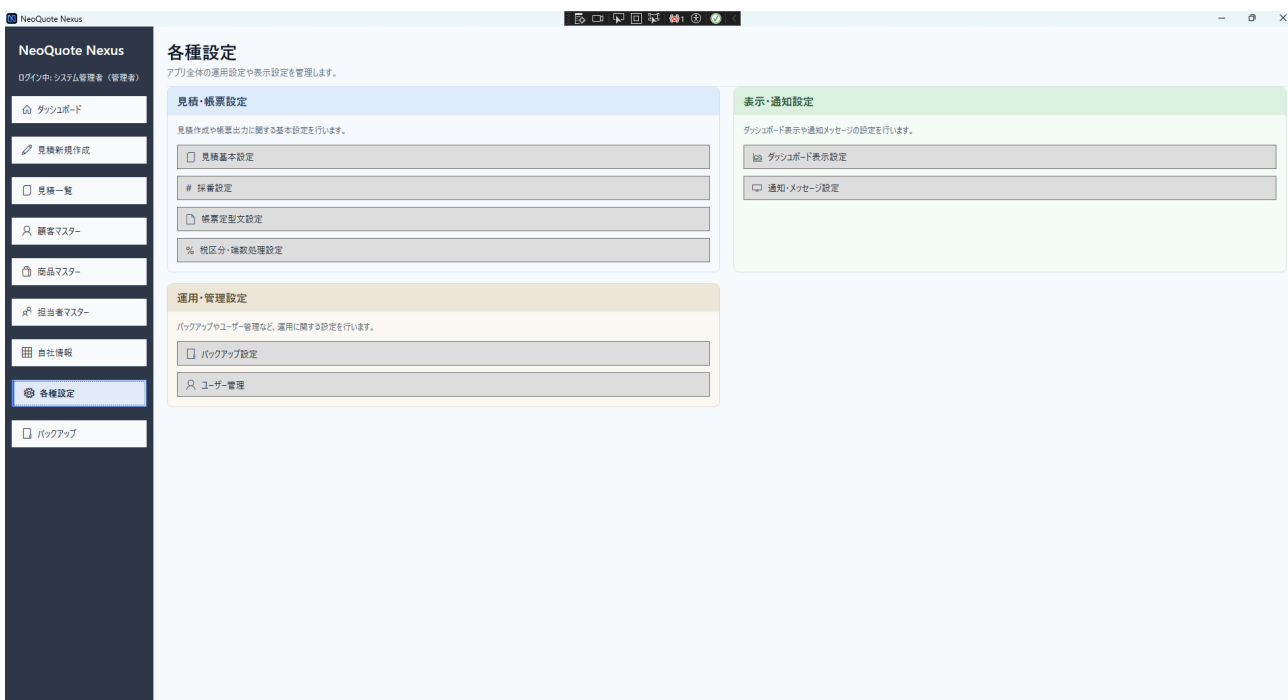 NeoQuote Nexus
NeoQuote Nexus
ログイン中: システム管理者（管理者）
ダッシュボード
見積新規作成
見積一覧
顧客マスター
商品マスター
担当者マスター
自社情報
各種設定
バックアップ
各種設定
アプリ全体の運用設定や表示設定を管理します。
見積・帳票設定
見積作成や帳票出力に関する基本設定を行います。
見積基本設定
# 採番設定
帳票定型文設定
% 税区分・端数処理設定
表示・通知設定
ダッシュボード表示や通知メッセージの設定を行います。
ダッシュボード表示設定
通知・メッセージ設定
運用・管理設定
バックアップやユーザー管理など、運用に関する設定を行います。
バックアップ設定
ユーザー管理